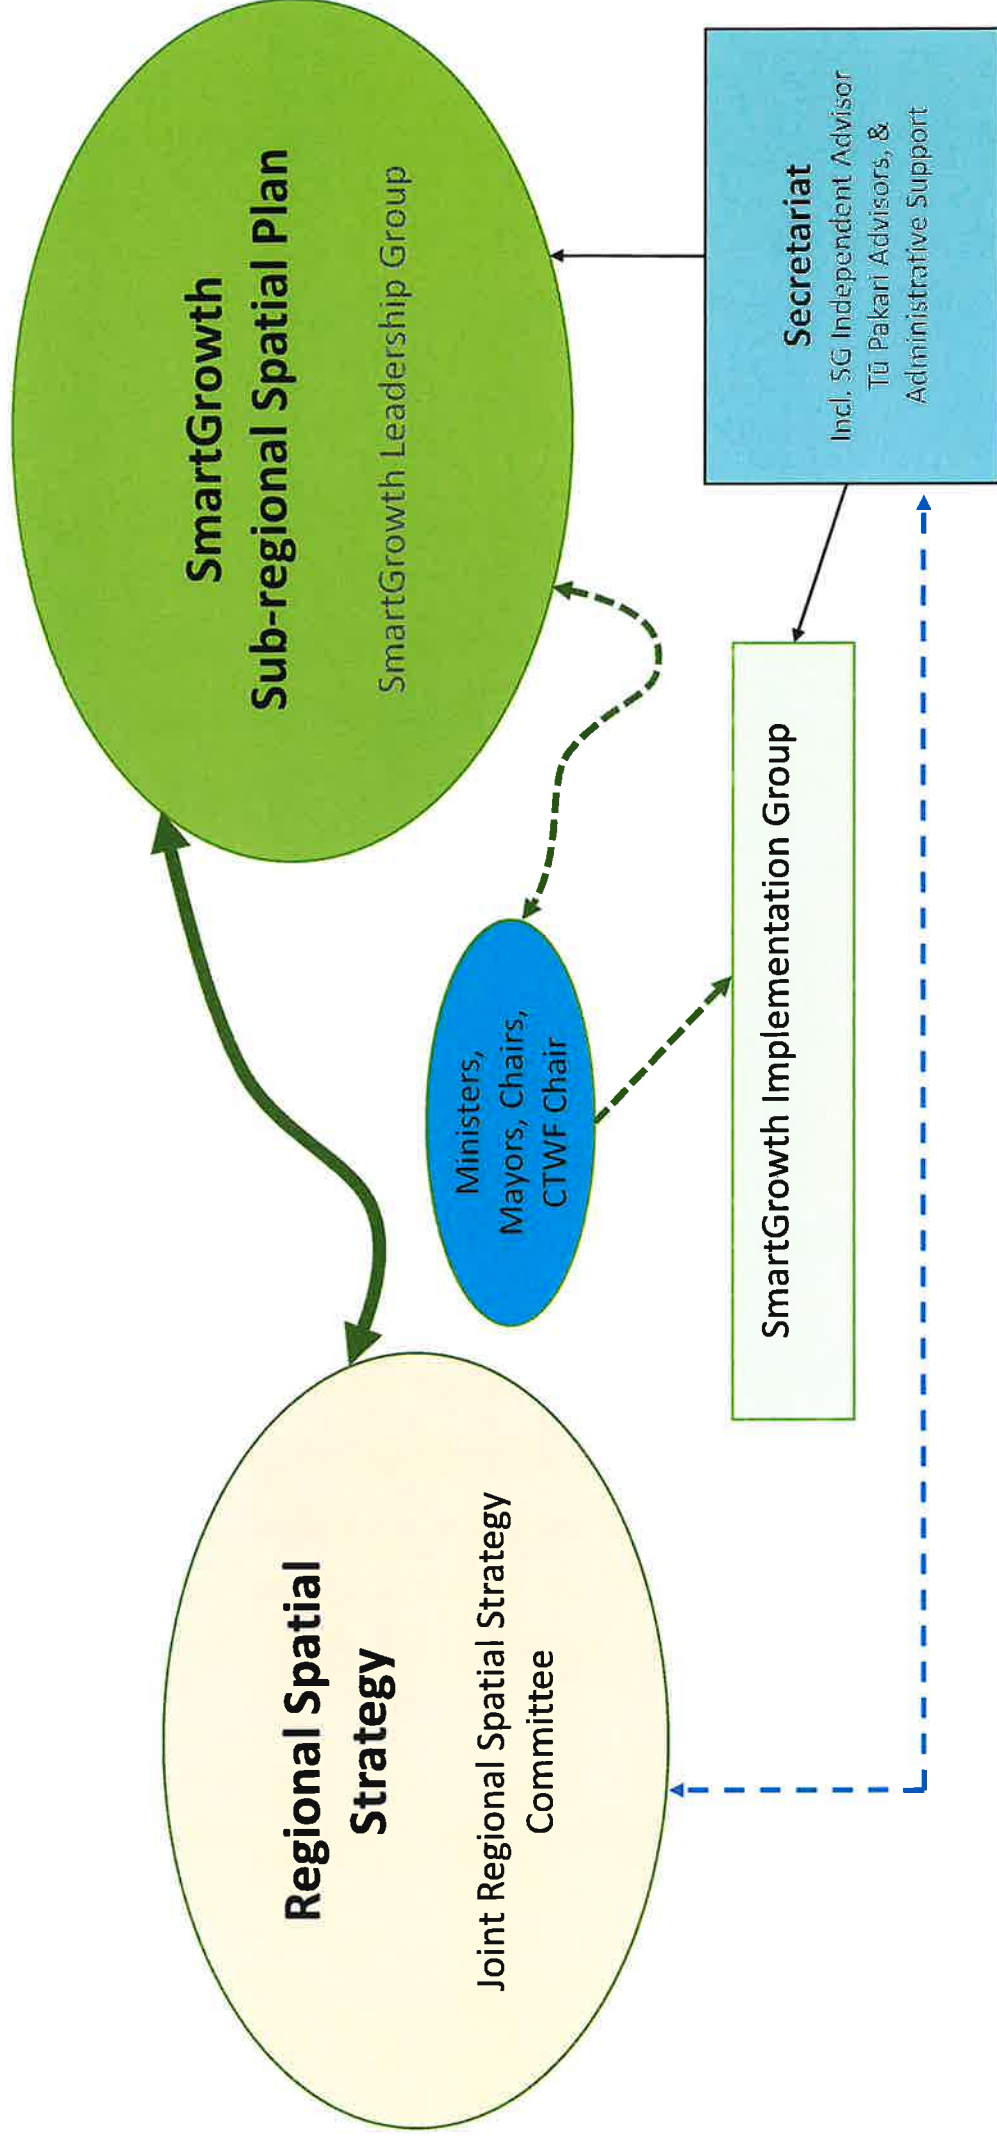 Regional Spatial
Strategy
Joint Regional Spatial Strategy
Committee
SmartGrowth
Sub-regional Spatial Plan
SmartGrowth Leadership Group
Ministers,
Mayors, Chairs,
CTWF Chair
SmartGrowth Implementation Group
Secretariat
Incl. SG Independent Advisor
Tū Pakari Advisors, &
Administrative Support